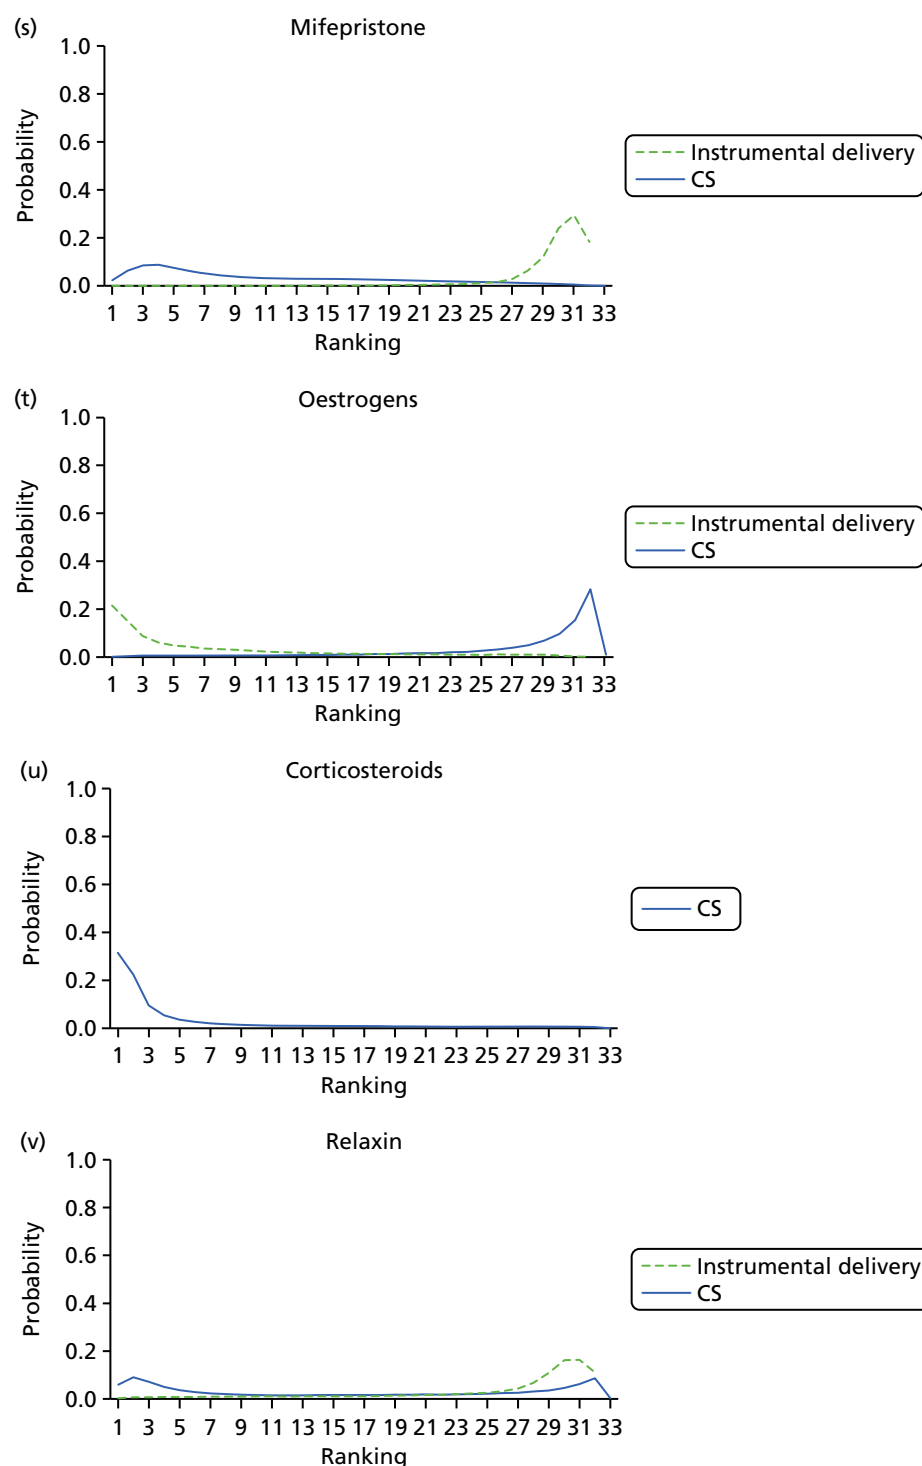 (s)
Mifepristone
1.0
0.8
0.6
0.4
0.2
0.0
Probability
1 3 5 7 9 11 13 15 17 19 21 23 25 27 29 31 33
Ranking
Instrumental delivery
CS
(t)
Oestrogens
1.0
0.8
0.6
0.4
0.2
0.0
Probability
1 3 5 7 9 11 13 15 17 19 21 23 25 27 29 31 33
Ranking
Instrumental delivery
CS
(u)
Corticosteroids
1.0
0.8
0.6
0.4
0.2
0.0
Probability
1 3 5 7 9 11 13 15 17 19 21 23 25 27 29 31 33
Ranking
CS
(v)
Relaxin
1.0
0.8
0.6
0.4
0.2
0.0
Probability
1 3 5 7 9 11 13 15 17 19 21 23 25 27 29 31 33
Ranking
Instrumental delivery
CS